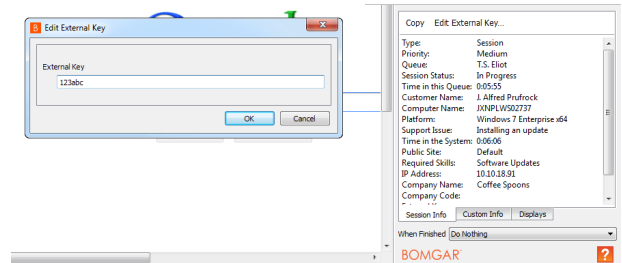 B Edit External Key
External Key
123abc
OK Cancel
Copy Edit External Key...
Type: Session
Priority: Medium
Queue: T.S. Eliot
Session Status: In Progress
Time in this Queue: 0:05:55
Customer Name: J. Alfred Prufrock
Computer Name: JXNPLWS02737
Platform: Windows 7 Enterprise x64
Support Issue: Installing an update
Time in the System: 0:06:06
Public Site: Default
Required Skills: Software Updates
IP Address: 10.10.18.91
Company Name: Coffee Spoons
Company Code:
Session Info Custom Info Displays
When Finished Do Nothing
BOMGAR ?